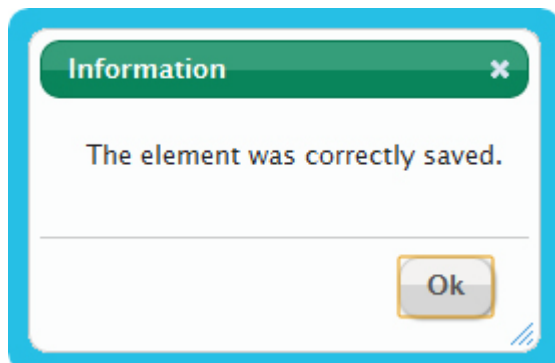 Information
The element was correctly saved.
Ok